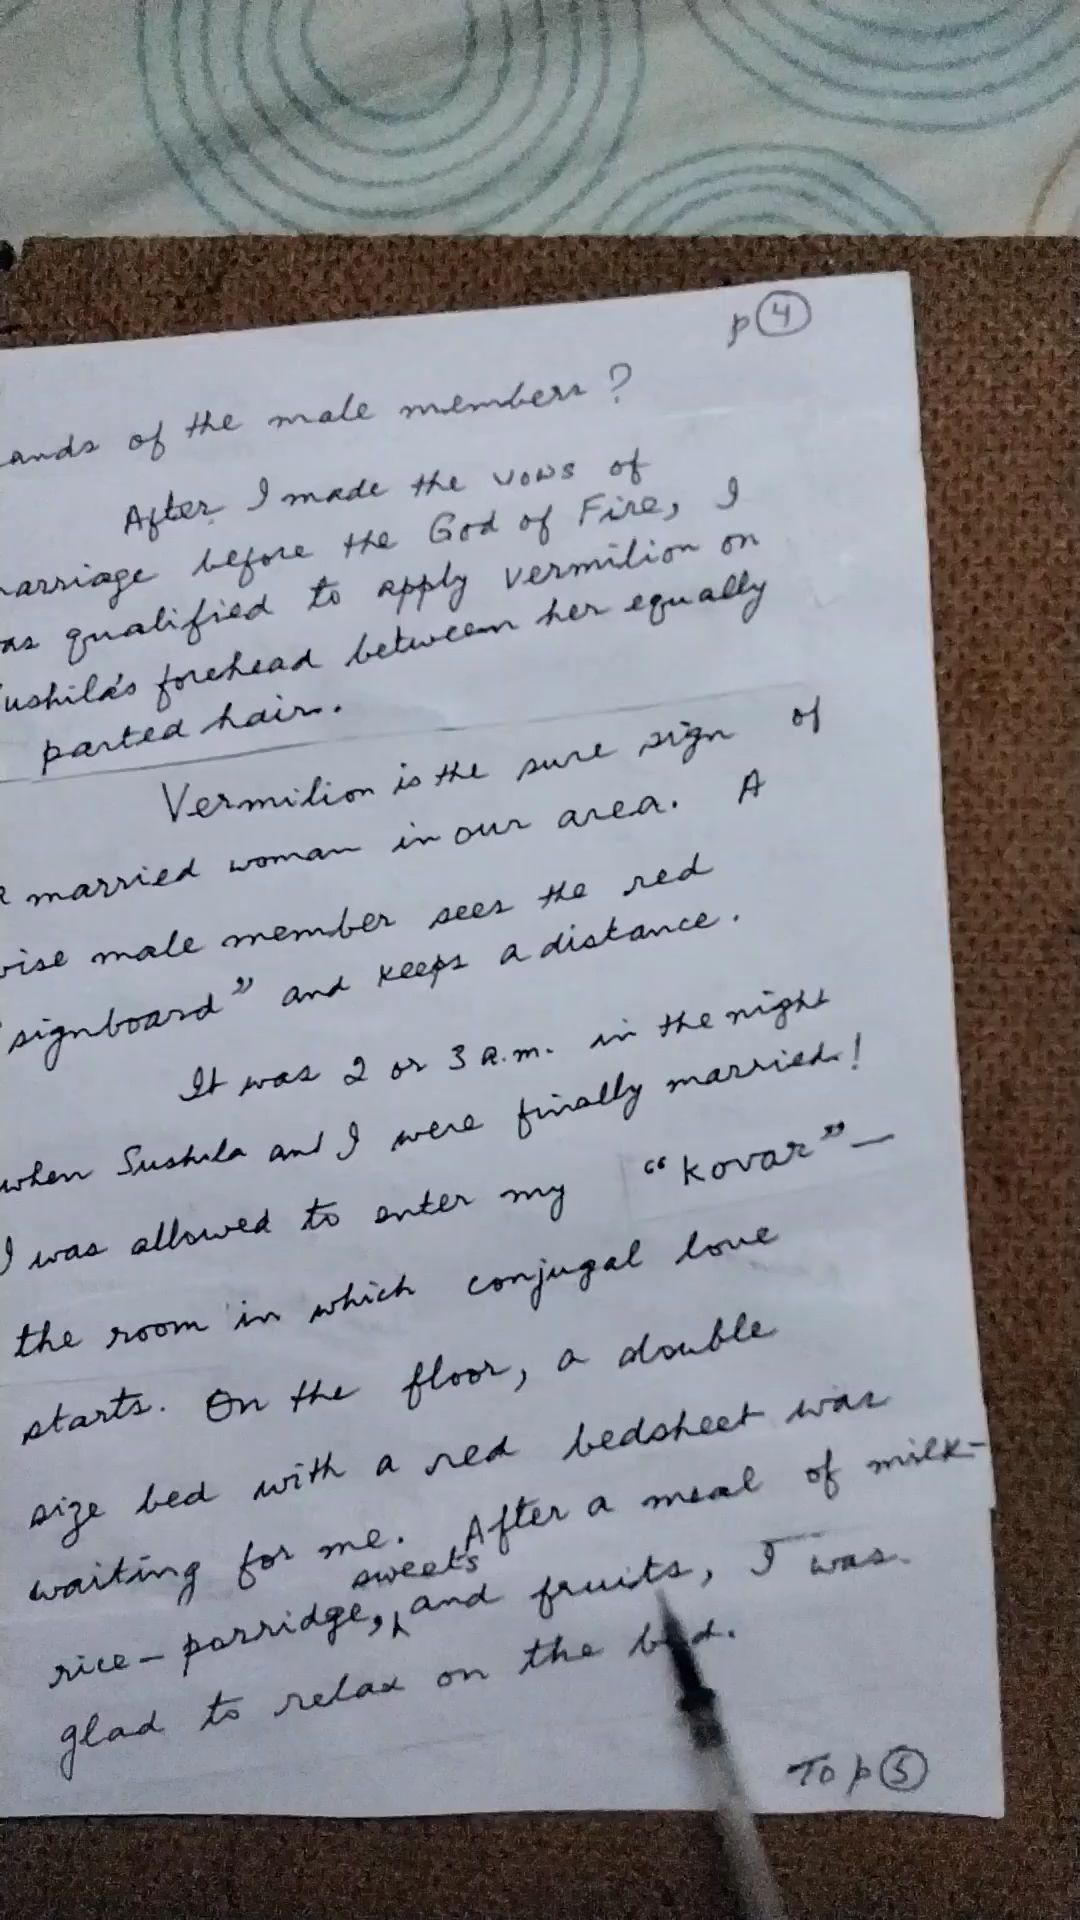 p 4
ands of the male members?
After I made the vows of
marriage before the God of Fire, I
as qualified to apply vermilion on
Sushila's forehead between her equally
parted hair.
Vermilion is the sure sign of
a married woman in our area. A
wise male member sees the red
"signboard" and keeps a distance.
It was 2 or 3 a.m. in the night
when Sushila and I were finally married!
I was allowed to enter my "kovar" —
the room in which conjugal love
starts. On the floor, a double
size bed with a red bedsheet was
waiting for me. After a meal of milk-
rice-porridge, sweets and fruits, I was
glad to relax on the bed.
To p 5